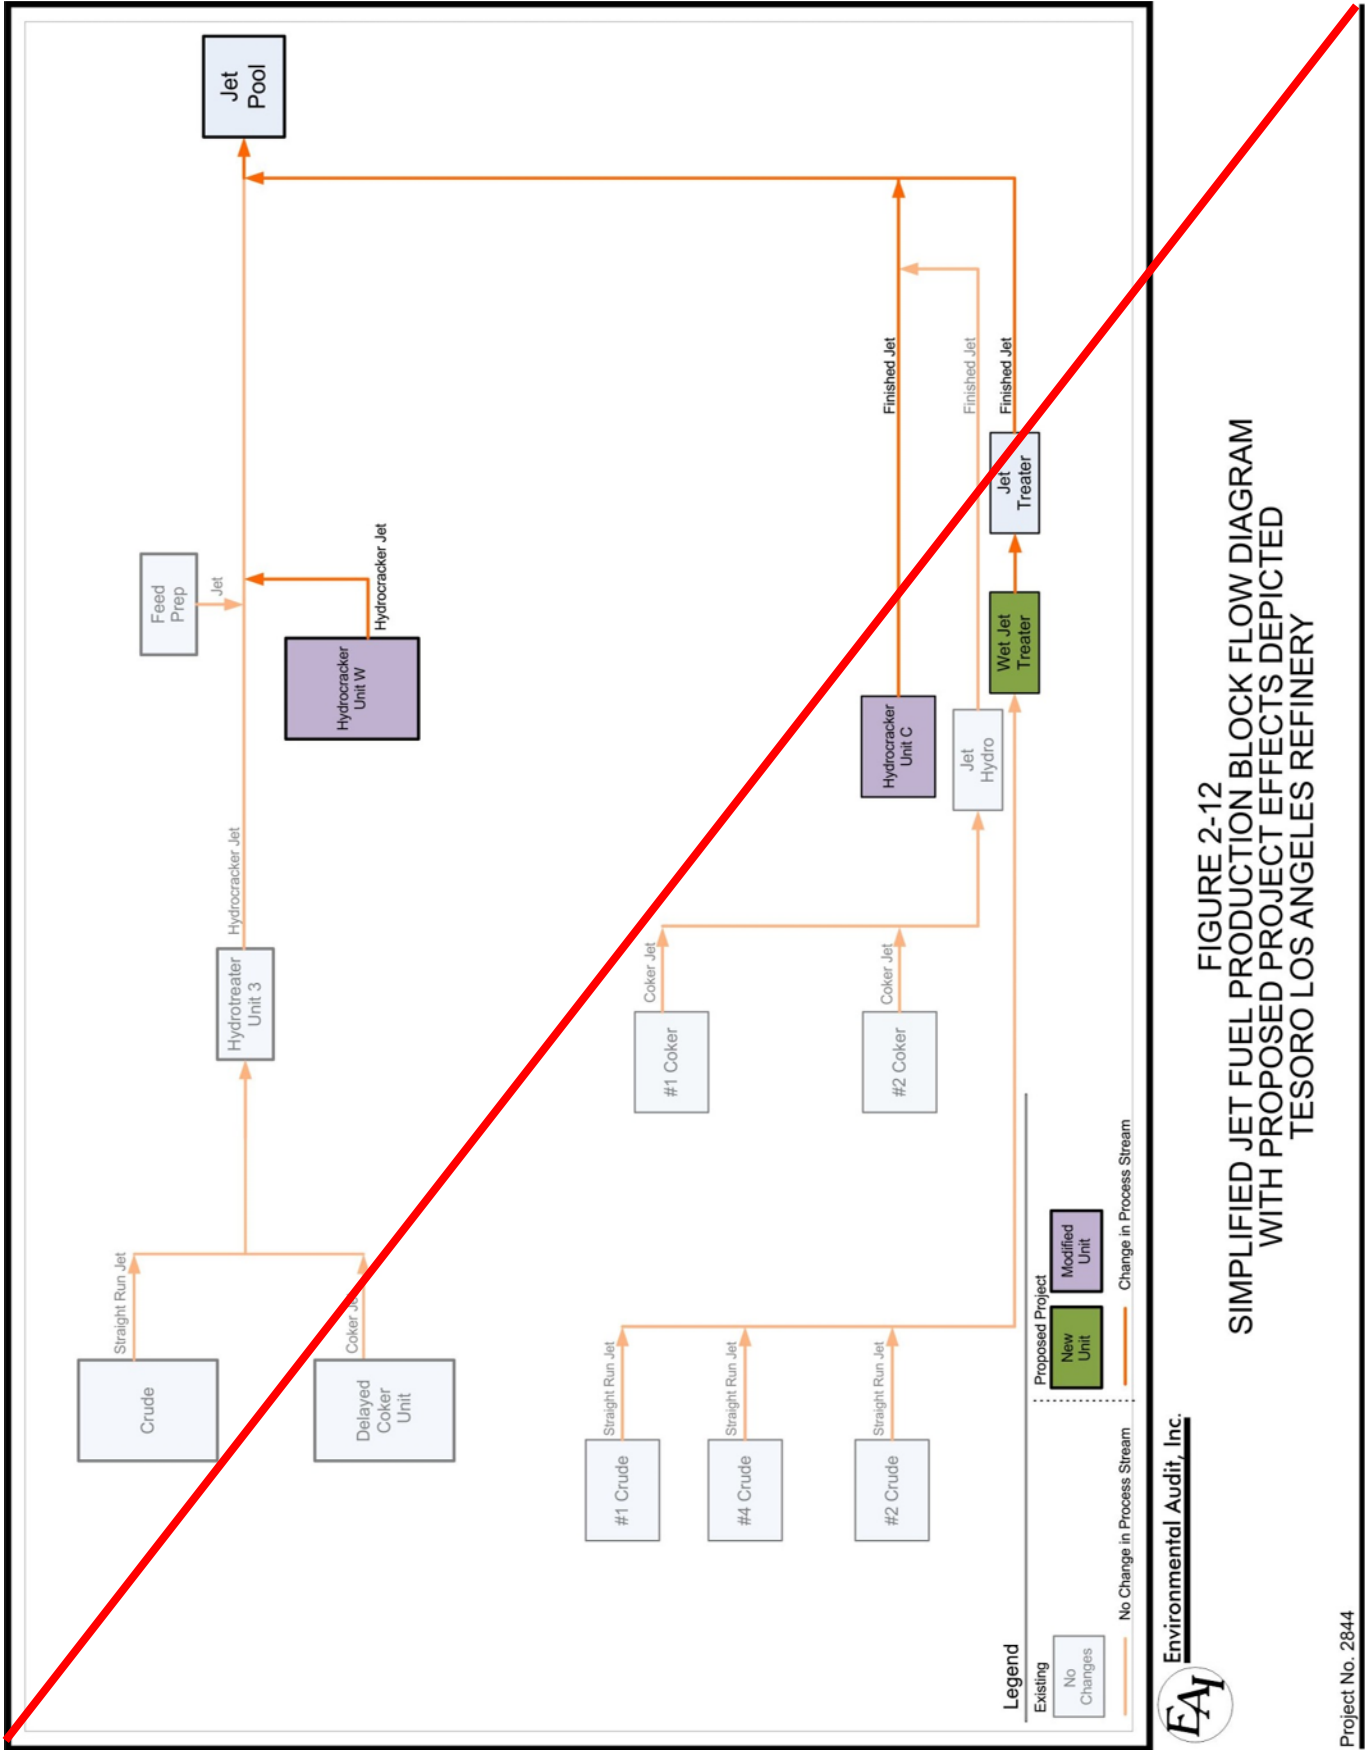 Crude
Straight Run Jet
Delayed
Coker
Unit
Coker
Hydrotreater
Unit 3
Hydrocracker Jet
Feed
Prep
Jet
Hydrocracker
Unit W
Hydrocracker Jet
Jet
Pool
#1 Crude
Straight Run Jet
#4 Crude
Straight Run Jet
#2 Crude
Straight Run Jet
#1 Coker
Coker Jet
#2 Coker
Coker Jet
Hydrocracker
Unit C
Finished Jet
Jet
Hydro
Finished Jet
Wet Jet
Treater
Jet
Treater
Finished Jet
Legend
Existing
No
Changes
No Change in Process Stream
Proposed Project
New
Unit
Modified
Unit
Change in Process Stream
EAI
Environmental Audit, Inc.
FIGURE 2-12
SIMPLIFIED JET FUEL PRODUCTION BLOCK FLOW DIAGRAM
WITH PROPOSED PROJECT EFFECTS DEPICTED
TESORO LOS ANGELES REFINERY
Project No. 2844